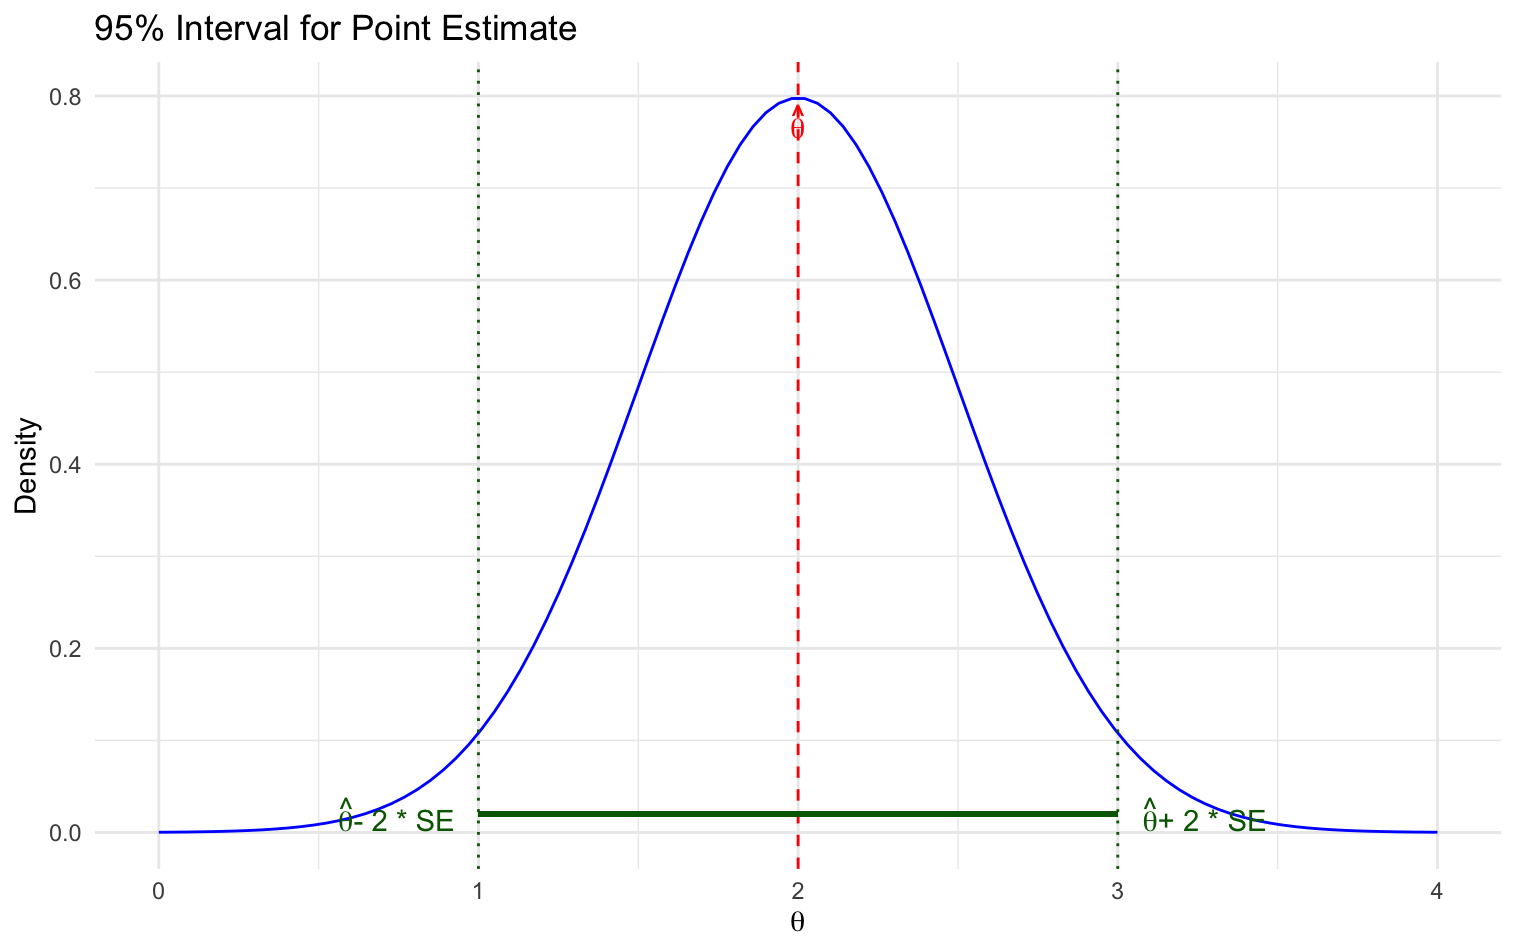 95% Interval for Point Estimate
Density
0.8
0.6
0.4
0.2
0.0
θ̂
θ̂- 2 * SE
θ̂+ 2 * SE
0 1 2 3 4
θ